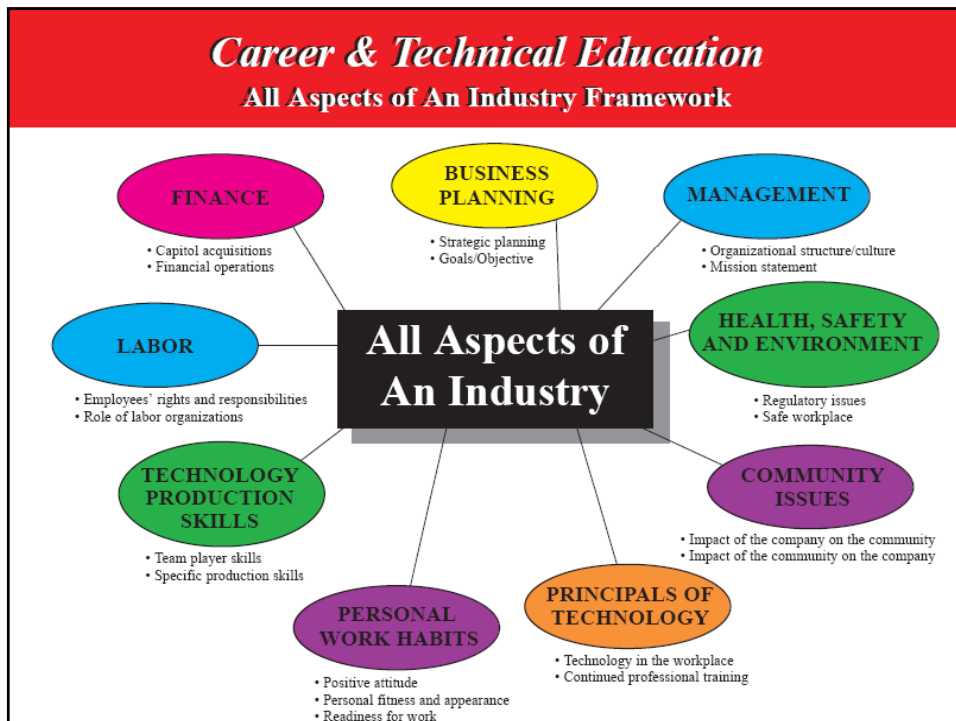 Career & Technical Education
All Aspects of An Industry Framework
FINANCE
• Capitol acquisitions
• Financial operations
BUSINESS
PLANNING
• Strategic planning
• Goals/Objective
MANAGEMENT
• Organizational structure/culture
• Mission statement
LABOR
• Employees’ rights and responsibilities
• Role of labor organizations
All Aspects of
An Industry
HEALTH, SAFETY
AND ENVIRONMENT
• Regulatory issues
• Safe workplace
TECHNOLOGY
PRODUCTION
SKILLS
• Team player skills
• Specific production skills
COMMUNITY
ISSUES
• Impact of the company on the community
• Impact of the community on the company
PERSONAL
WORK HABITS
• Positive attitude
• Personal fitness and appearance
• Readiness for work
PRINCIPALS OF
TECHNOLOGY
• Technology in the workplace
• Continued professional training